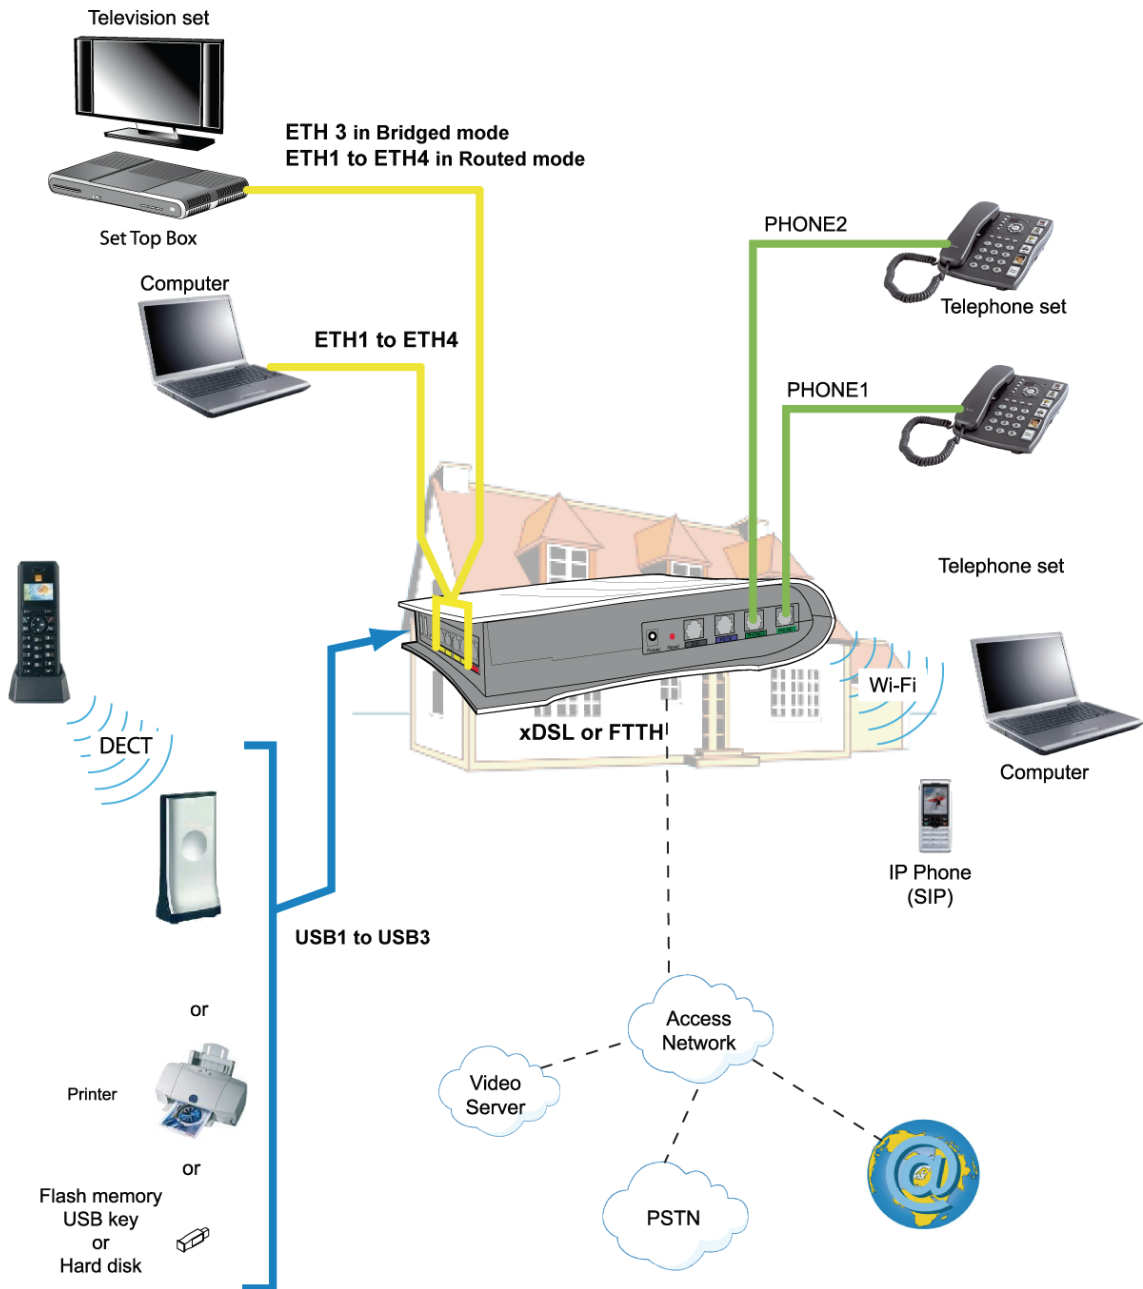 Television set
ETH 3 in Bridged mode
ETH1 to ETH4 in Routed mode
Set Top Box
PHONE2
Telephone set
Computer
ETH1 to ETH4
PHONE1
Telephone set
Power
Reset
Wi-Fi
xDSL or FTTH
DECT
Computer
IP Phone
(SIP)
USB1 to USB3
or
Access
Network
Printer
Video
Server
or
Flash memory
USB key
or
Hard disk
PSTN
@